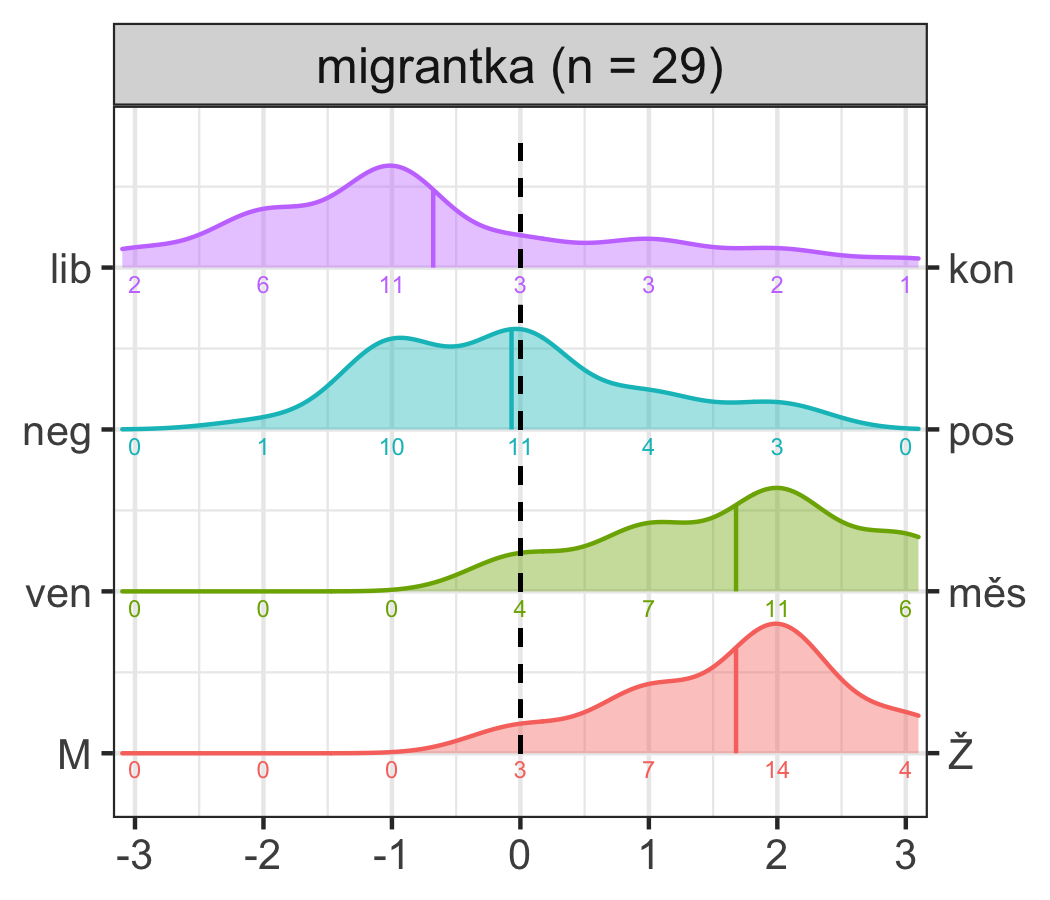 migrantka (n = 29)
lib kon
2 6 11 3 3 2 1
neg pos
0 1 10 11 4 3 0
ven měs
0 0 0 4 7 11 6
M Ž
0 0 0 3 7 14 4
-3 -2 -1 0 1 2 3